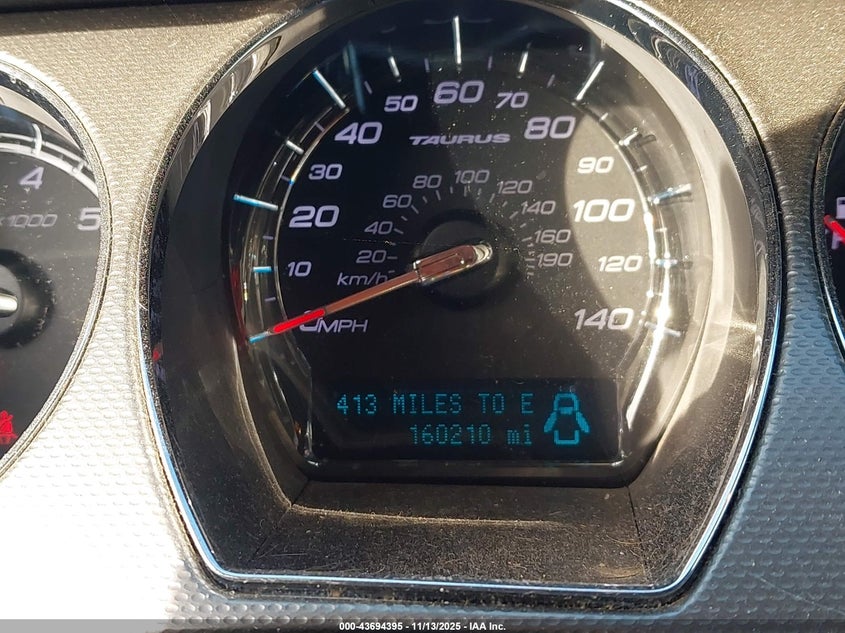 50 60 70
40 TAURUS 80
30 90
80 100
60 120
20 40 140 100
20 160
10 km/h 190 120
MPH 140
4
x1000 5
413 MILES TO E
160210 mi
000-43694395 - 11/13/2025 - IAA Inc.